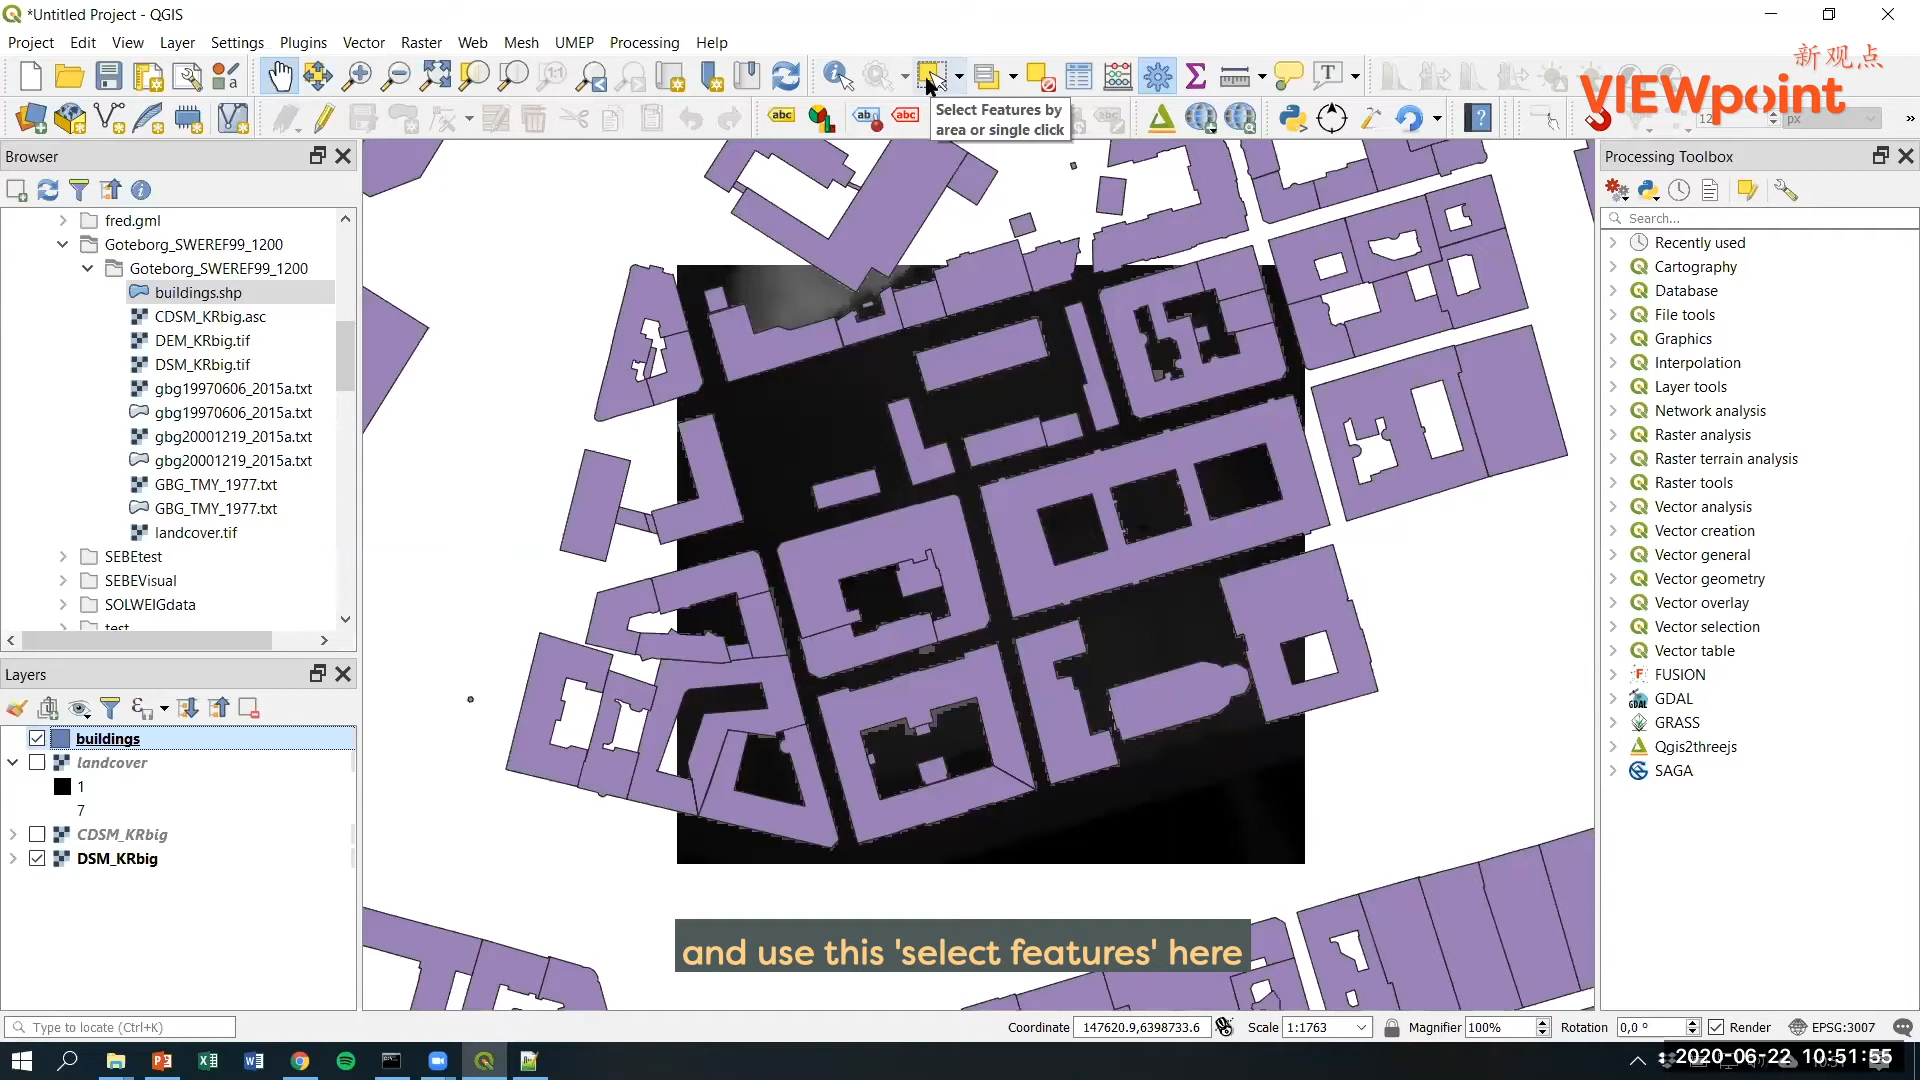 *Untitled Project - QGIS
Project Edit View Layer Settings Plugins Vector Raster Web Mesh UMEP Processing Help
新观点
VIEWpoint
Select Features by
area or single click
Browser
fred.gml
Goteborg_SWEREF99_1200
Goteborg_SWEREF99_1200
buildings.shp
CDSM_KRbig.asc
DEM_KRbig.tif
DSM_KRbig.tif
gbg19970606_2015a.txt
gbg19970606_2015a.txt
gbg20001219_2015a.txt
gbg20001219_2015a.txt
GBG_TMY_1977.txt
GBG_TMY_1977.txt
landcover.tif
SEBEtest
SEBEVisual
SOLWEIGdata
test
Layers
buildings
landcover
1
7
CDSM_KRbig
DSM_KRbig
Processing Toolbox
Search...
Recently used
Cartography
Database
File tools
Graphics
Interpolation
Layer tools
Network analysis
Raster analysis
Raster terrain analysis
Raster tools
Vector analysis
Vector creation
Vector general
Vector geometry
Vector overlay
Vector selection
Vector table
FUSION
GDAL
GRASS
Qgis2threejs
SAGA
and use this 'select features' here
Type to locate (Ctrl+K)
Coordinate 147620.9,6398733.6 Scale 1:1763 Magnifier 100% Rotation 0,0 ° Render EPSG:3007
2020-06-22 10:51:55